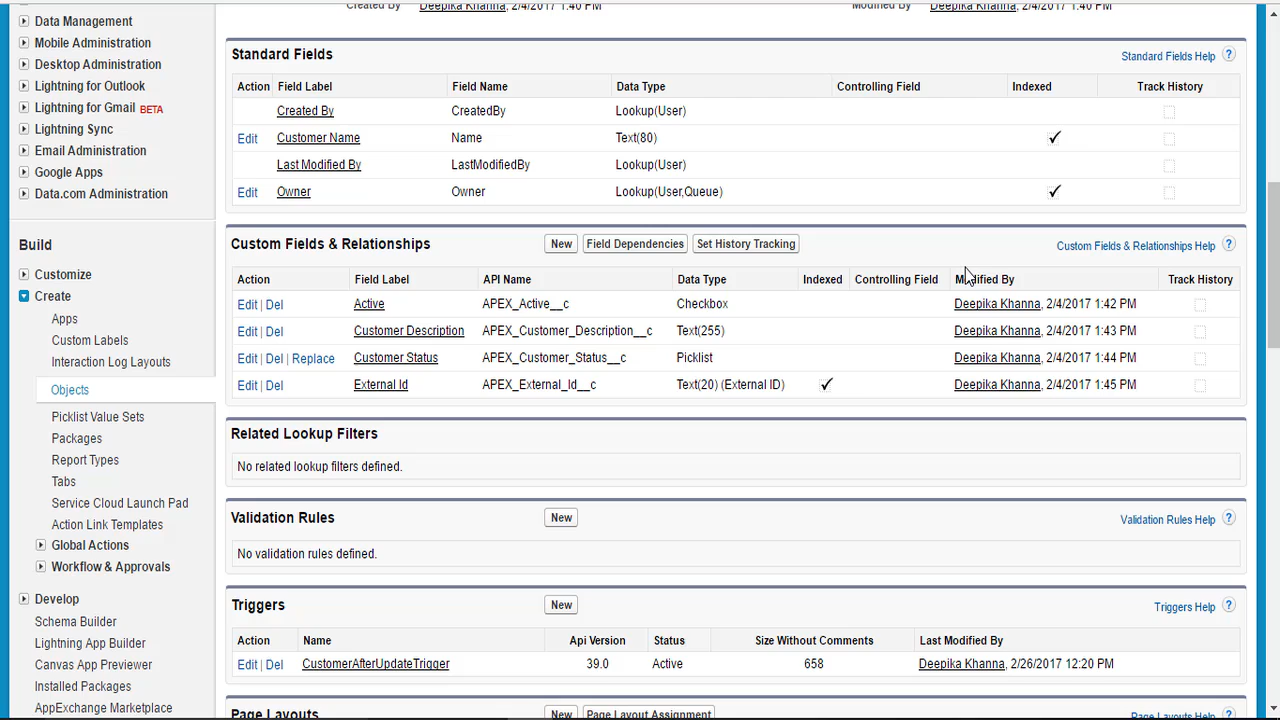 Created By Deepika Khanna, 2/4/2017 1:40 PM Modified By Deepika Khanna, 2/4/2017 1:40 PM
Data Management
Mobile Administration
Desktop Administration
Lightning for Outlook
Lightning for Gmail BETA
Lightning Sync
Email Administration
Google Apps
Data.com Administration
Build
Customize
Create
Apps
Custom Labels
Interaction Log Layouts
Objects
Picklist Value Sets
Packages
Report Types
Tabs
Service Cloud Launch Pad
Action Link Templates
Global Actions
Workflow & Approvals
Develop
Schema Builder
Lightning App Builder
Canvas App Previewer
Installed Packages
AppExchange Marketplace
Standard Fields Standard Fields Help ?
Action Field Label Field Name Data Type Controlling Field Indexed Track History
Created By CreatedBy Lookup(User)
Edit Customer Name Name Text(80)
Last Modified By LastModifiedBy Lookup(User)
Edit Owner Owner Lookup(User,Queue)
Custom Fields & Relationships New Field Dependencies Set History Tracking Custom Fields & Relationships Help ?
Action Field Label API Name Data Type Indexed Controlling Field Modified By Track History
Edit | Del Active APEX_Active__c Checkbox Deepika Khanna, 2/4/2017 1:42 PM
Edit | Del Customer Description APEX_Customer_Description__c Text(255) Deepika Khanna, 2/4/2017 1:43 PM
Edit | Del | Replace Customer Status APEX_Customer_Status__c Picklist Deepika Khanna, 2/4/2017 1:44 PM
Edit | Del External Id APEX_External_Id__c Text(20) (External ID) Deepika Khanna, 2/4/2017 1:45 PM
Related Lookup Filters
No related lookup filters defined.
Validation Rules New Validation Rules Help ?
No validation rules defined.
Triggers New Triggers Help ?
Action Name Api Version Status Size Without Comments Last Modified By
Edit | Del CustomerAfterUpdateTrigger 39.0 Active 658 Deepika Khanna, 2/26/2017 12:20 PM
Page Layouts New Page Layout Assignment Page Layouts Help ?